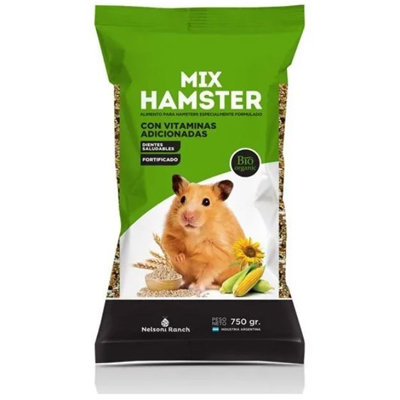 MIX
HAMSTER
ALIMENTO PARA HAMSTERS ESPECIALMENTE FORMULADO
CON VITAMINAS
ADICIONADAS
DIENTES
SALUDABLES
FORTIFICADO
Bio
organic
Nelsoni Ranch
PESO
NETO
750 gr.
INDUSTRIA ARGENTINA